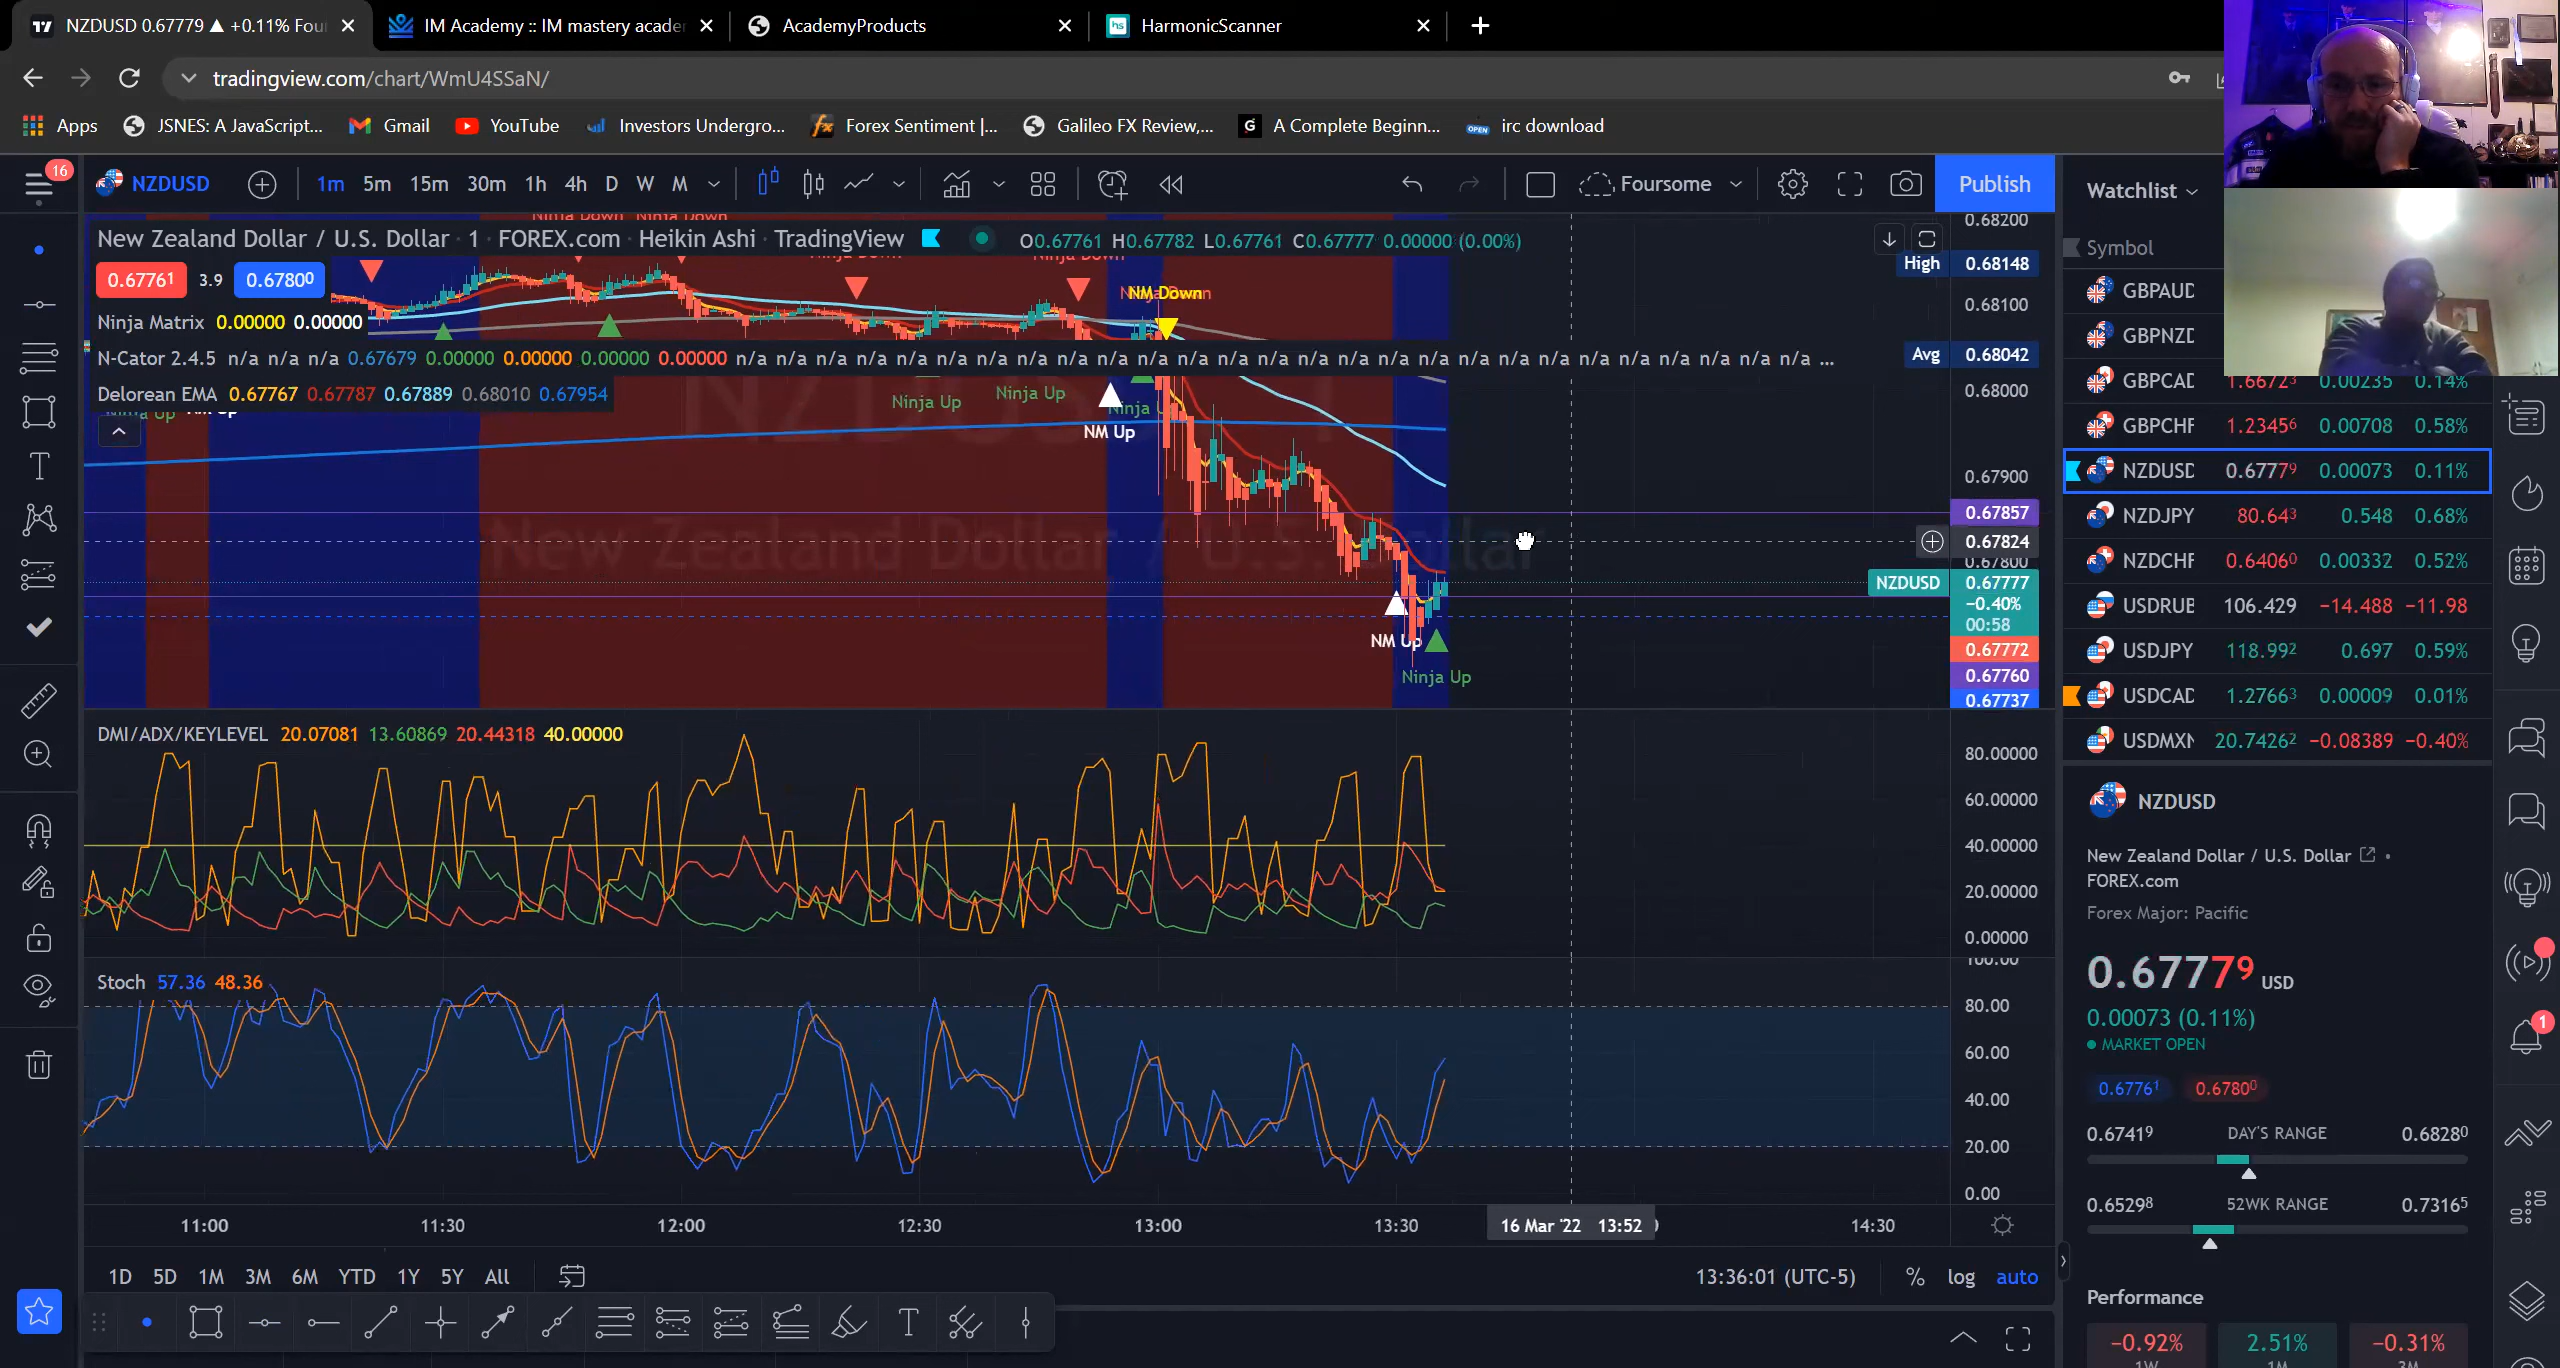 NZDUSD 0.67779 ▲ +0.11% Fou
IM Academy :: IM mastery acade
AcademyProducts
HarmonicScanner
tradingview.com/chart/WmU4SSaN/
Apps
JSNES: A JavaScript...
Gmail
YouTube
Investors Undergro...
Forex Sentiment |...
Galileo FX Review,...
A Complete Beginn...
irc download
16
NZDUSD
1m 5m 15m 30m 1h 4h D W M
Foursome
Publish
Watchlist
Symbol
New Zealand Dollar / U.S. Dollar · 1 · FOREX.com · Heikin Ashi · TradingView
O0.67761 H0.67782 L0.67761 C0.67777 0.00000 (0.00%)
0.67761 3.9 0.67800
Ninja Matrix 0.00000 0.00000
N-Cator 2.4.5 n/a n/a n/a 0.67679 0.00000 0.00000 0.00000 0.00000 n/a n/a n/a n/a n/a n/a n/a n/a n/a n/a n/a n/a n/a n/a n/a n/a n/a n/a n/a n/a n/a n/a n/a n/a n/a n/a n/a ...
Delorean EMA 0.67767 0.67787 0.67889 0.68010 0.67954
Ninja Down Ninja Down
NM Down
Ninja Up
Ninja Up
NM Up
NM Up
Ninja Up
New Zealand Dollar / U.S. Dollar
0.68200
High 0.68148
0.68100
Avg 0.68042
0.68000
0.67900
0.67857
0.67824
0.67800
NZDUSD 0.67777
−0.40%
00:58
0.67772
0.67760
0.67737
GBPAUD
GBPNZD
GBPCAD 1.66723 0.00235 0.14%
GBPCHF 1.23456 0.00708 0.58%
NZDUSD 0.67779 0.00073 0.11%
NZDJPY 80.643 0.548 0.68%
NZDCHF 0.64060 0.00332 0.52%
USDRUB 106.429 −14.488 −11.98
USDJPY 118.992 0.697 0.59%
USDCAD 1.27663 0.00009 0.01%
USDMXN 20.74262 −0.08389 −0.40%
DMI/ADX/KEYLEVEL 20.07081 13.60869 20.44318 40.00000
80.00000
60.00000
40.00000
20.00000
0.00000
Stoch 57.36 48.36
100.00
80.00
60.00
40.00
20.00
0.00
11:00 11:30 12:00 12:30 13:00 13:30 16 Mar '22 13:52 14:30
NZDUSD
New Zealand Dollar / U.S. Dollar
FOREX.com
Forex Major: Pacific
0.67779 USD
0.00073 (0.11%)
MARKET OPEN
0.67761 0.67800
0.67419 DAY'S RANGE 0.68280
0.65298 52WK RANGE 0.73165
Performance
−0.92% 2.51% −0.31%
1W 1M 3M
1
1D 5D 1M 3M 6M YTD 1Y 5Y All
13:36:01 (UTC-5)
% log auto